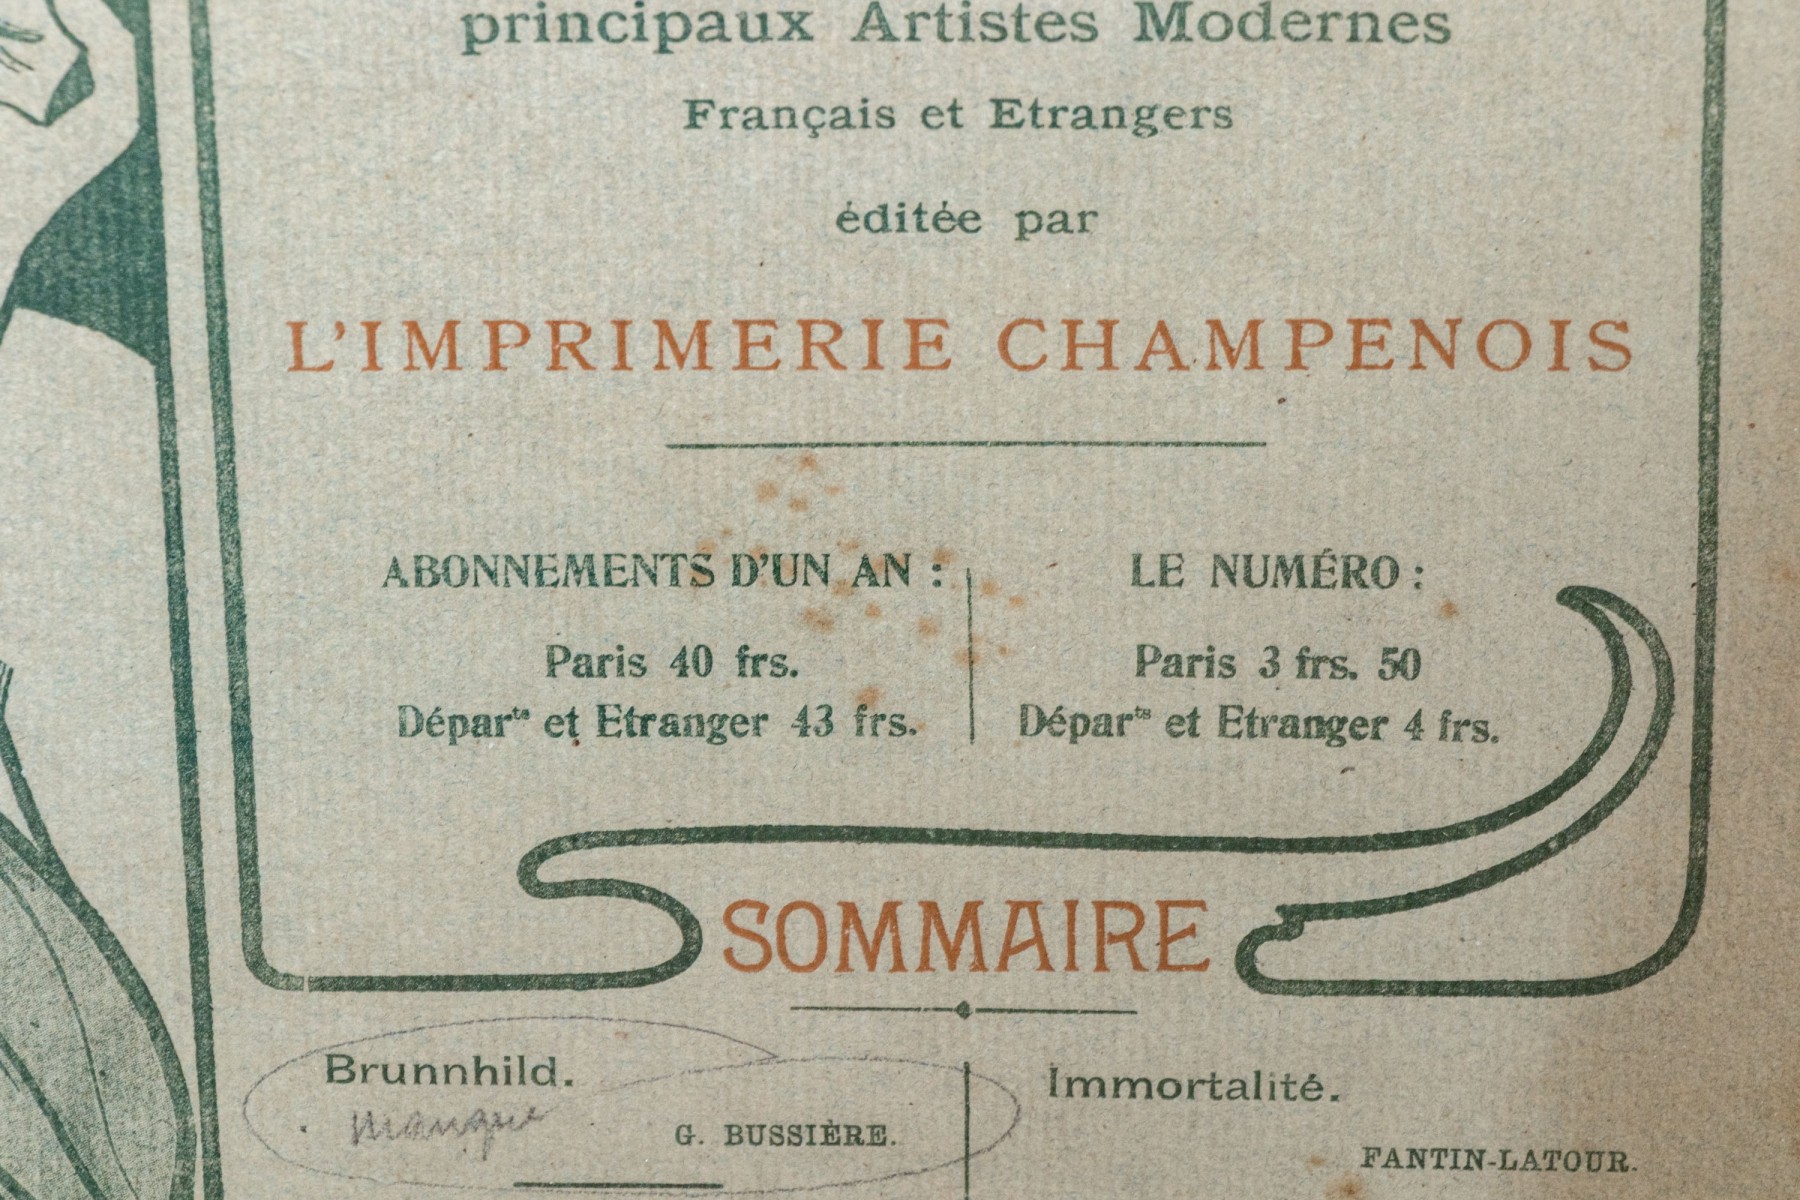 principaux Artistes Modernes
Français et Etrangers
éditée par
L'IMPRIMERIE CHAMPENOIS
ABONNEMENTS D'UN AN :
Paris 40 frs.
Département et Etranger 43 frs.
LE NUMÉRO :
Paris 3 frs. 50
Déparᵗˢ et Etranger 4 frs.
SOMMAIRE
Brunnhild.
manque
G. BUSSIÈRE.
Immortalité.
FANTIN-LATOUR.